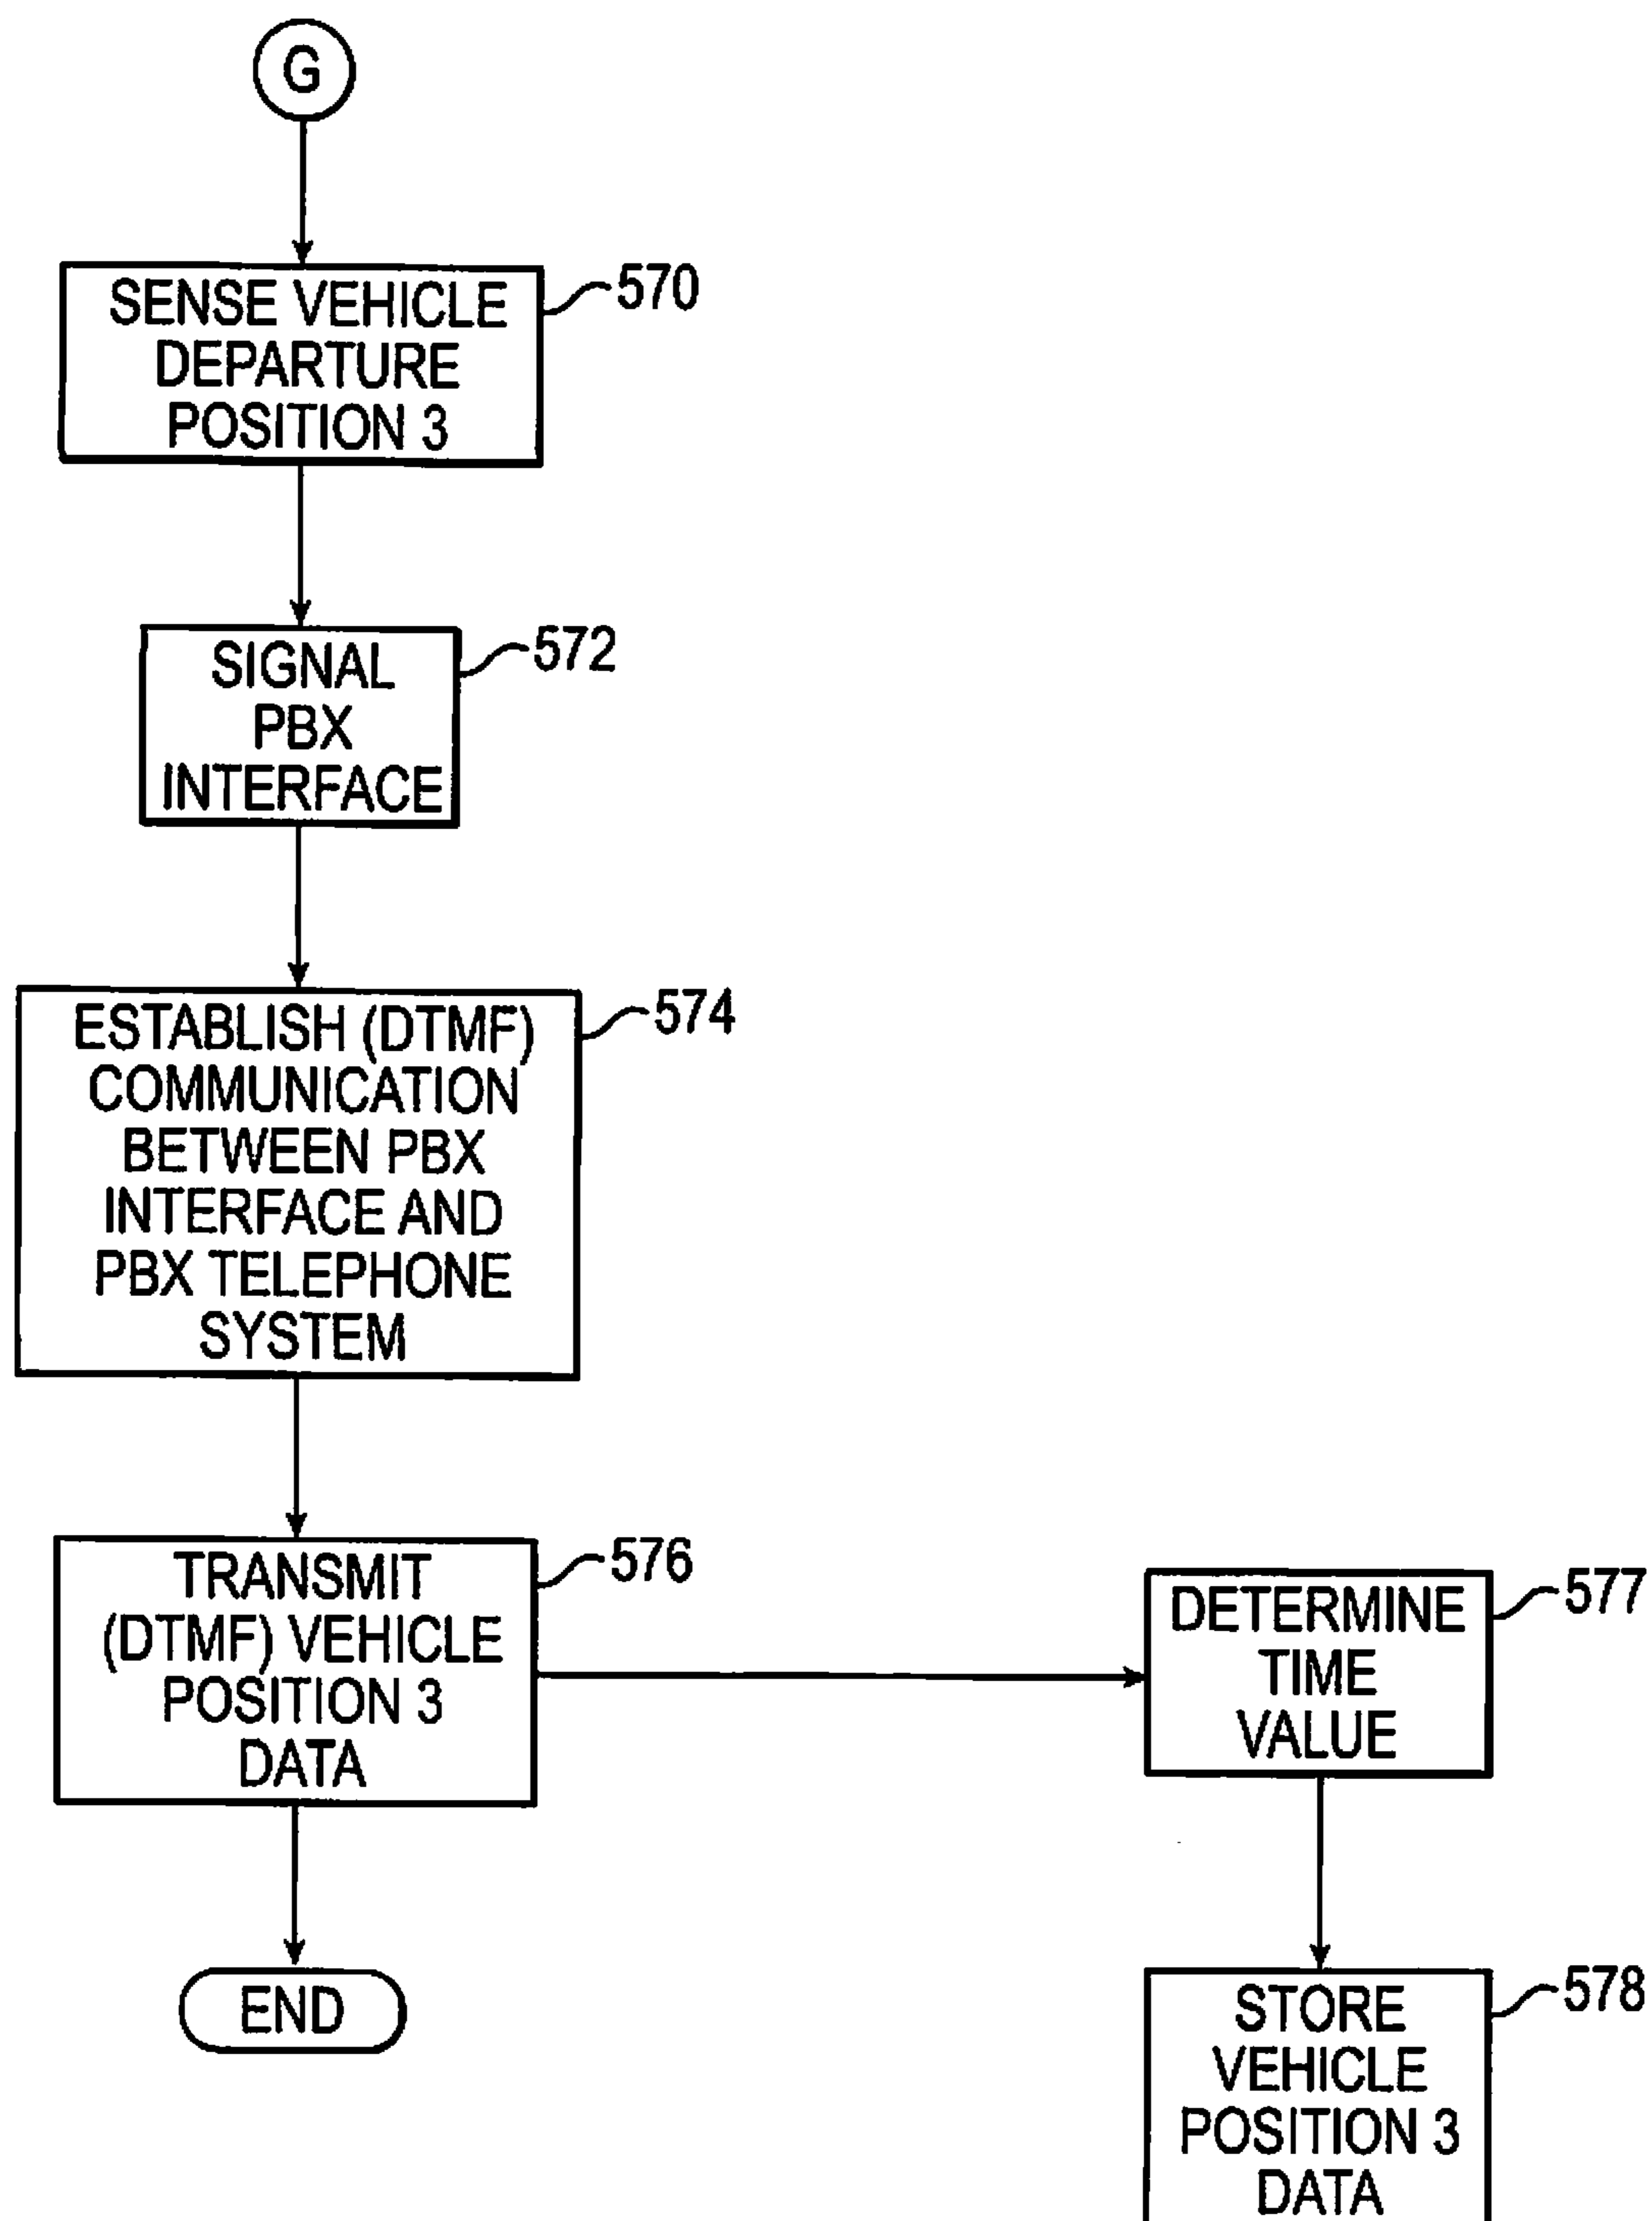 G
SENSE VEHICLE
DEPARTURE
POSITION 3
570
SIGNAL
PBX
INTERFACE
572
ESTABLISH (DTMF)
COMMUNICATION
BETWEEN PBX
INTERFACE AND
PBX TELEPHONE
SYSTEM
574
TRANSMIT
(DTMF) VEHICLE
POSITION 3
DATA
576
DETERMINE
TIME
VALUE
577
END
STORE
VEHICLE
POSITION 3
DATA
578